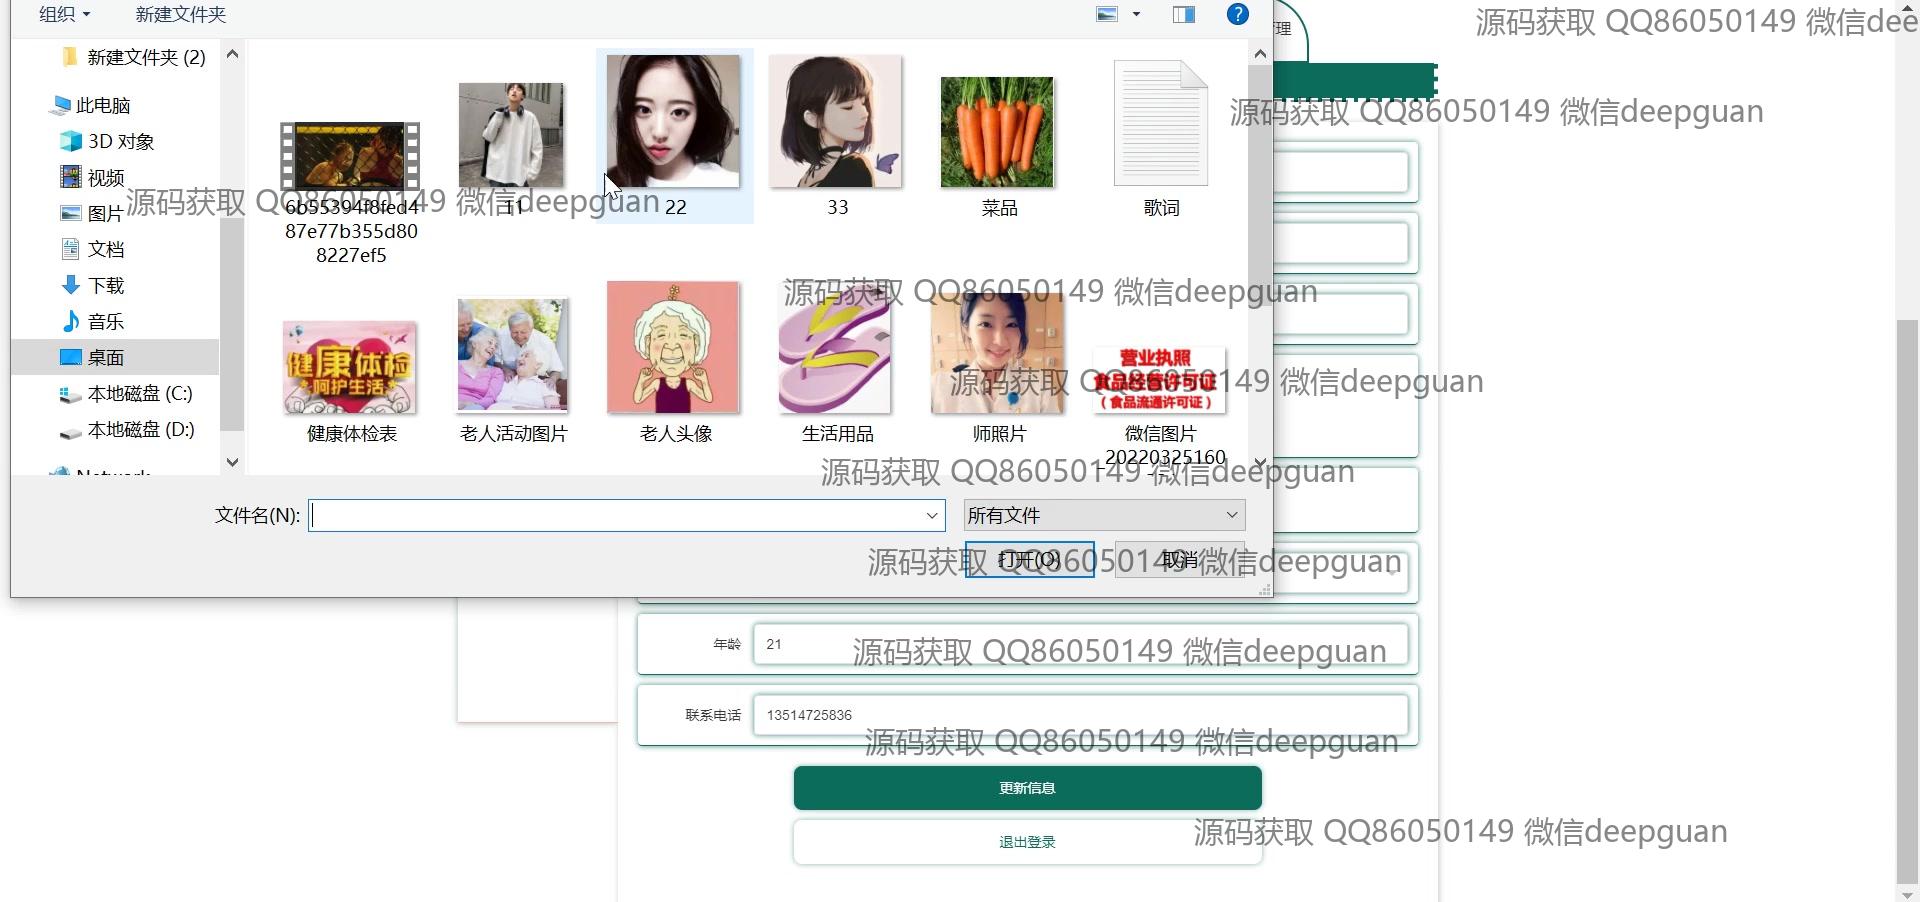 组织
新建文件夹
理
源码获取 QQ86050149 微信dee
新建文件夹 (2)
此电脑
3D 对象
视频
图片
文档
下载
音乐
桌面
本地磁盘 (C:)
本地磁盘 (D:)
Network
源码获取 QQ86050149 微信deepguan
源码获取 QQ86050149 微信deepguan
6b55394f8fed4
87e77b355d80
8227ef5
11
22
33
菜品
歌词
源码获取 QQ86050149 微信deepguan
健康体检
呵护生活
营业执照
食品经营许可证
（食品流通许可证）
源码获取 QQ86050149 微信deepguan
健康体检表
老人活动图片
老人头像
生活用品
师照片
微信图片
_20220325160
源码获取 QQ86050149 微信deepguan
文件名(N):
所有文件
打开(O)
取消
源码获取 QQ86050149 微信deepguan
年龄
21
源码获取 QQ86050149 微信deepguan
联系电话
13514725836
源码获取 QQ86050149 微信deepguan
更新信息
退出登录
源码获取 QQ86050149 微信deepguan